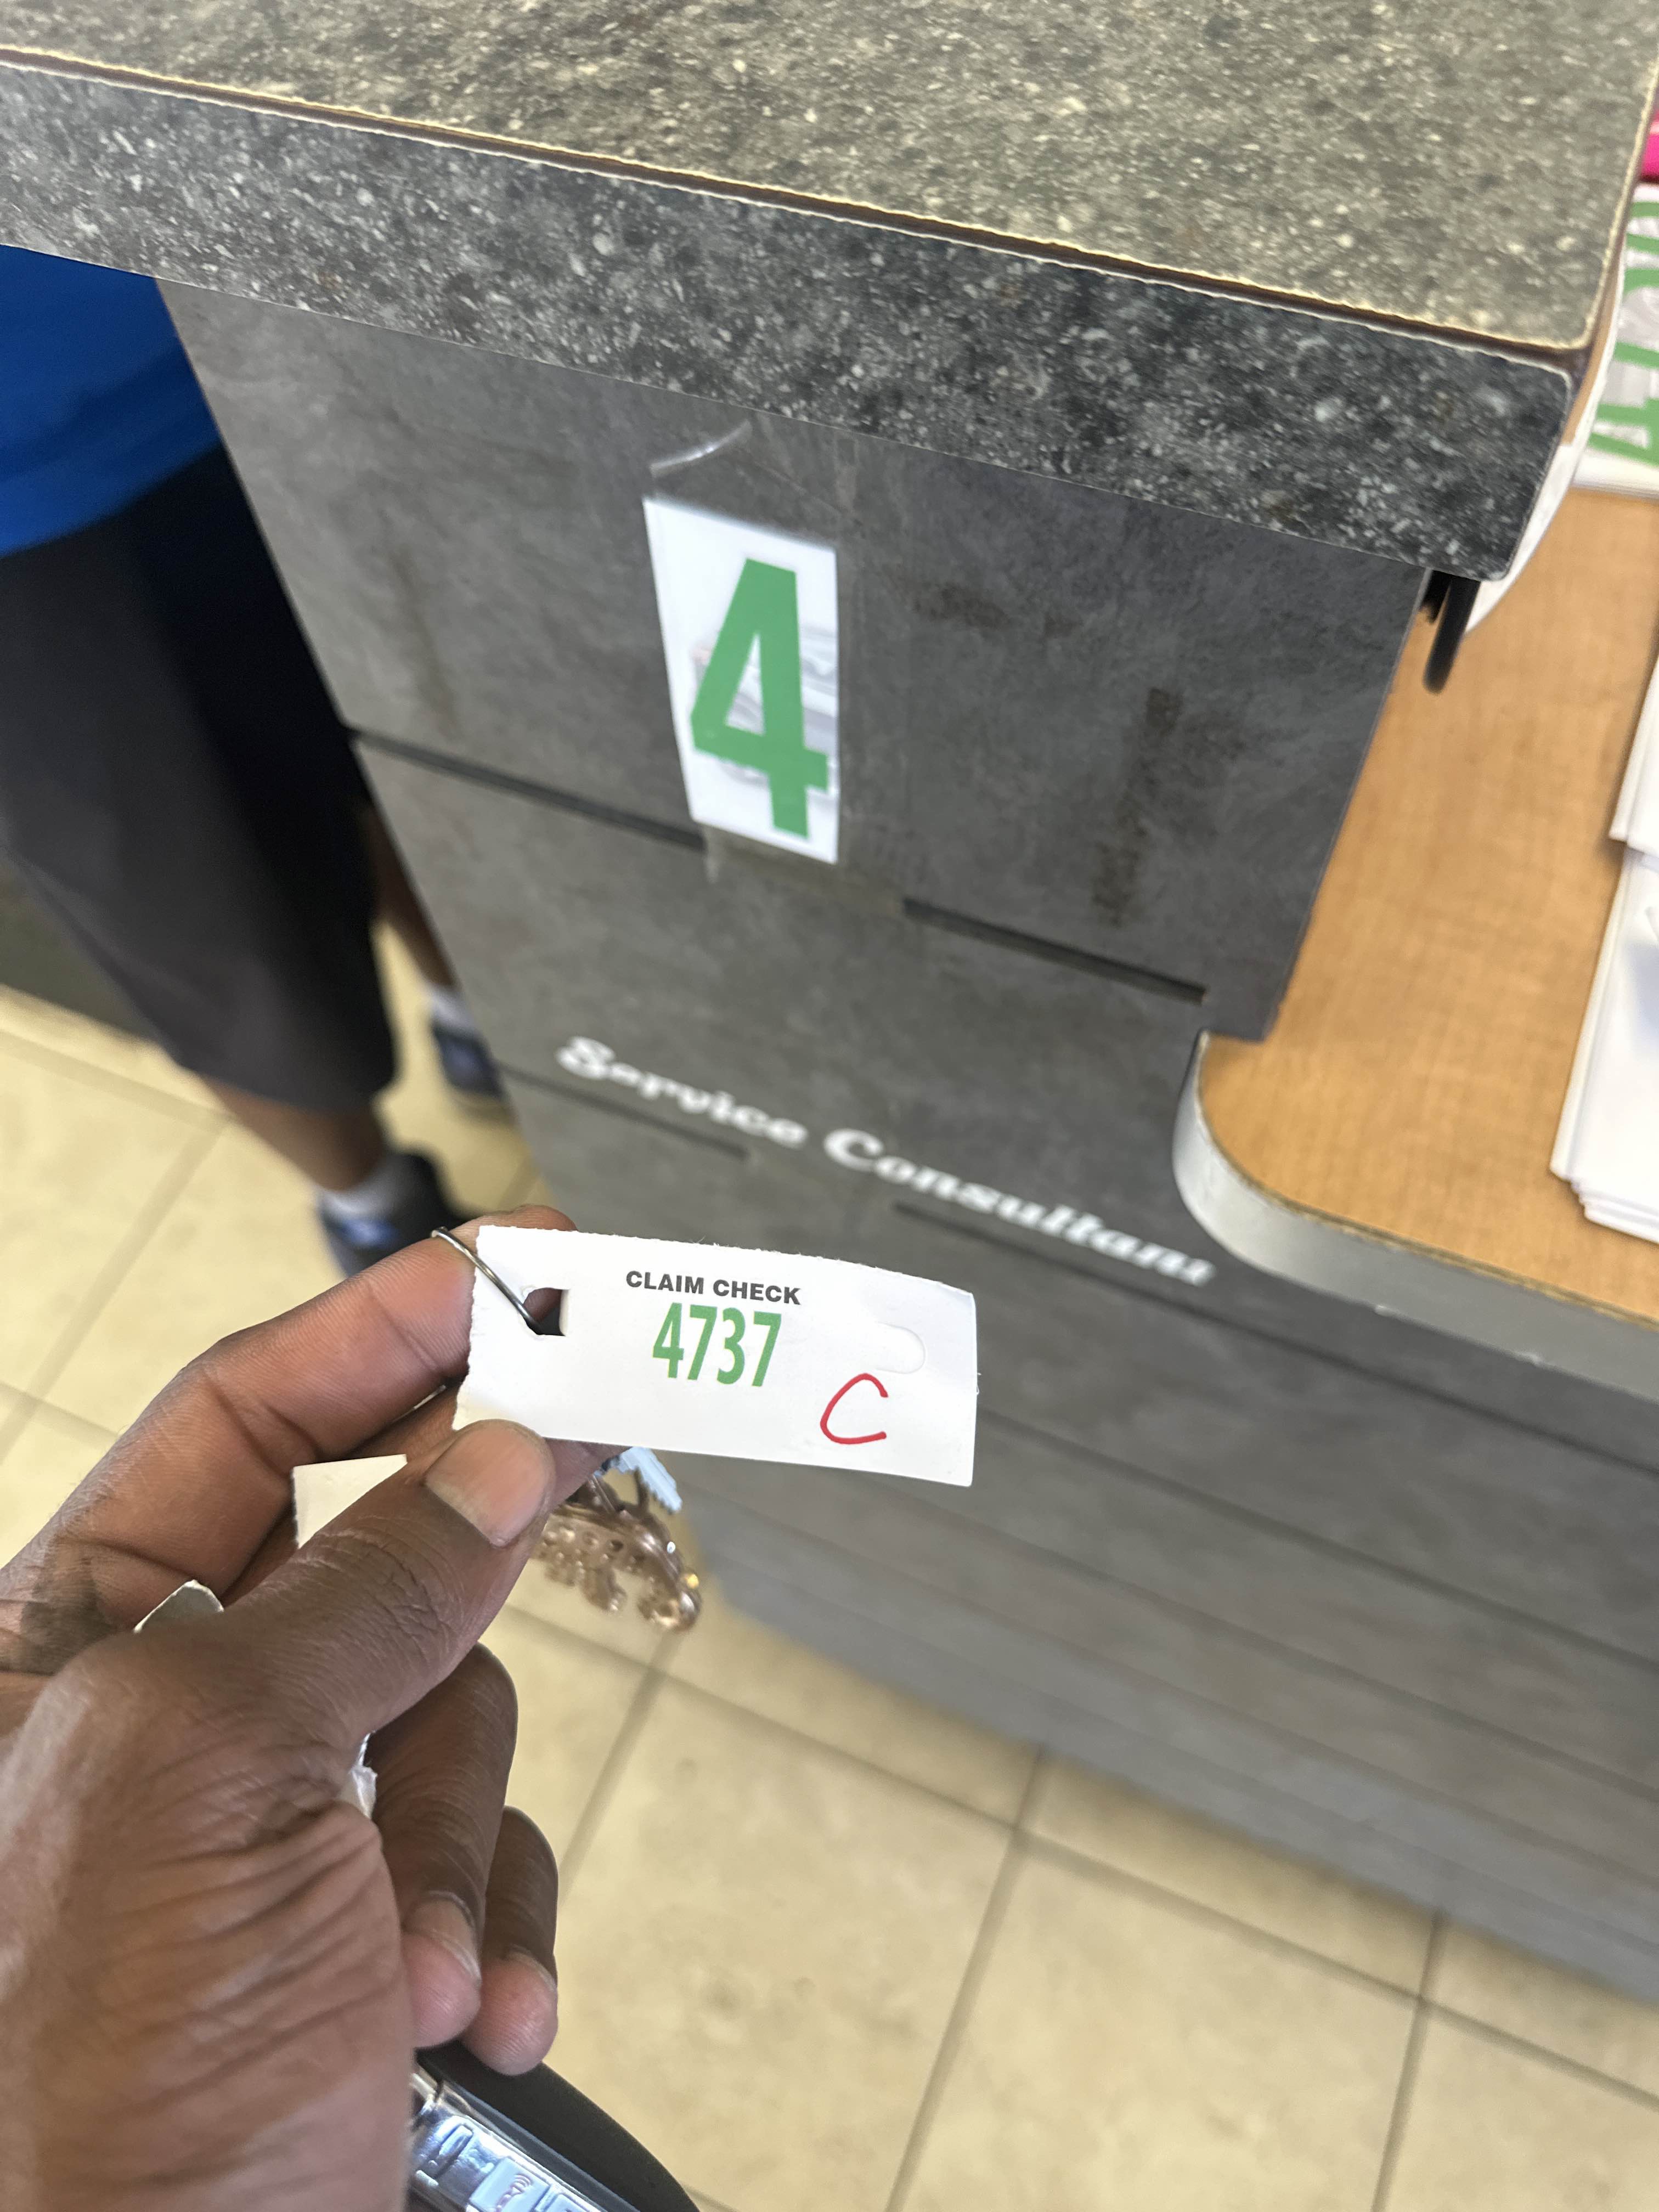 4
Service Consultant
CLAIM CHECK
4737
C